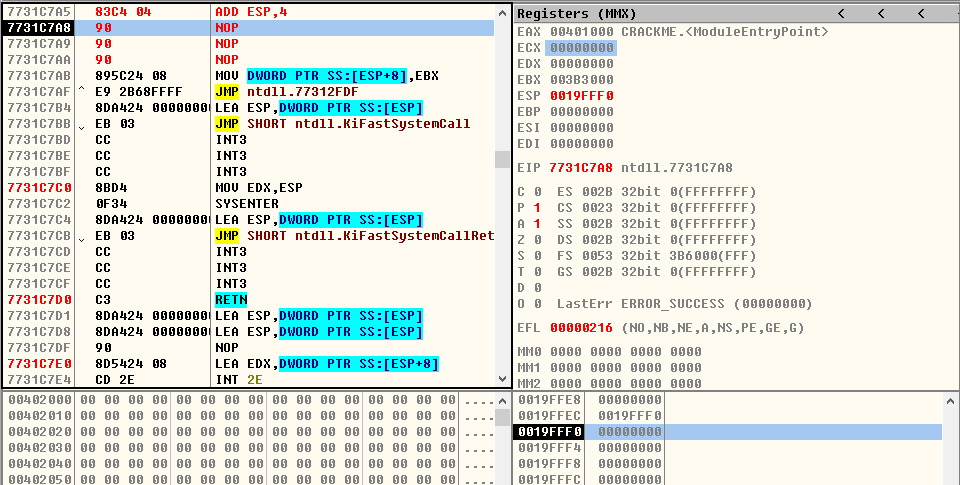 7731C7A5 83C4 04 ADD ESP,4
7731C7A8 90 NOP
7731C7A9 90 NOP
7731C7AA 90 NOP
7731C7AB 895C24 08 MOV DWORD PTR SS:[ESP+8],EBX
7731C7AF ^ E9 2B68FFFF JMP ntdll.77312FDF
7731C7B4 8DA424 0000000 LEA ESP,DWORD PTR SS:[ESP]
7731C7BB EB 03 JMP SHORT ntdll.KiFastSystemCall
7731C7BD CC INT3
7731C7BE CC INT3
7731C7BF CC INT3
7731C7C0 8BD4 MOV EDX,ESP
7731C7C2 0F34 SYSENTER
7731C7C4 8DA424 0000000 LEA ESP,DWORD PTR SS:[ESP]
7731C7CB EB 03 JMP SHORT ntdll.KiFastSystemCallRet
7731C7CD CC INT3
7731C7CE CC INT3
7731C7CF CC INT3
7731C7D0 C3 RETN
7731C7D1 8DA424 0000000 LEA ESP,DWORD PTR SS:[ESP]
7731C7D8 8DA424 0000000 LEA ESP,DWORD PTR SS:[ESP]
7731C7DF 90 NOP
7731C7E0 8D5424 08 LEA EDX,DWORD PTR SS:[ESP+8]
7731C7E4 CD 2E INT 2E
Registers (MMX) < < <
EAX 00401000 CRACKME.<ModuleEntryPoint>
ECX 00000000
EDX 00000000
EBX 003B3000
ESP 0019FFF0
EBP 00000000
ESI 00000000
EDI 00000000
EIP 7731C7A8 ntdll.7731C7A8
C 0 ES 002B 32bit 0(FFFFFFFF)
P 1 CS 0023 32bit 0(FFFFFFFF)
A 1 SS 002B 32bit 0(FFFFFFFF)
Z 0 DS 002B 32bit 0(FFFFFFFF)
S 0 FS 0053 32bit 3B6000(FFF)
T 0 GS 002B 32bit 0(FFFFFFFF)
D 0
O 0 LastErr ERROR_SUCCESS (00000000)
EFL 00000216 (NO,NB,NE,A,NS,PE,GE,G)
MM0 0000 0000 0000 0000
MM1 0000 0000 0000 0000
MM2 0000 0000 0000 0000
00402000 00 00 00 00 00 00 00 00 00 00 00 00 00 00 00 00 ....
00402010 00 00 00 00 00 00 00 00 00 00 00 00 00 00 00 00 ....
00402020 00 00 00 00 00 00 00 00 00 00 00 00 00 00 00 00 ....
00402030 00 00 00 00 00 00 00 00 00 00 00 00 00 00 00 00 ....
00402040 00 00 00 00 00 00 00 00 00 00 00 00 00 00 00 00 ....
00402050 00 00 00 00 00 00 00 00 00 00 00 00 00 00 00 00 ....
0019FFE8 00000000
0019FFEC 0019FFF0
0019FFF0 00000000
0019FFF4 00000000
0019FFF8 00000000
0019FFFC 00000000